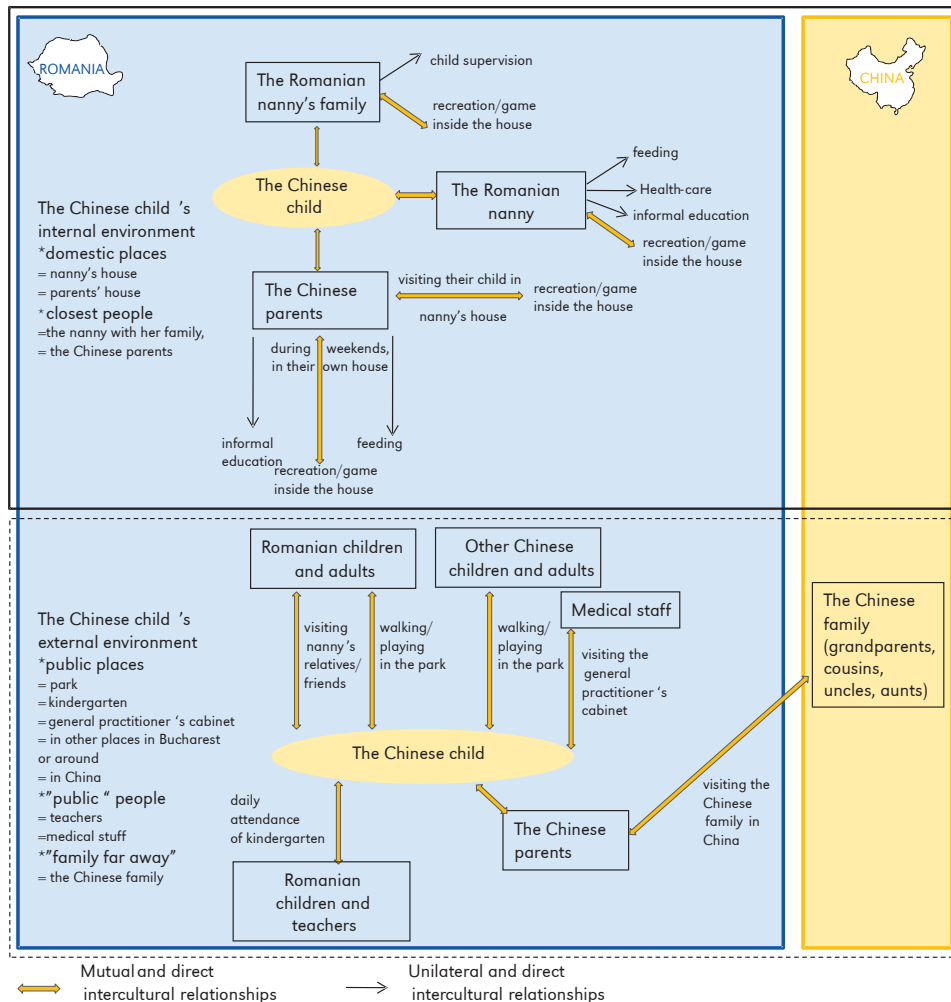 ROMANIA
CHINA
The Romanian
nanny's family
child supervision
recreation/game
inside the house
The Chinese
child
The Romanian
nanny
feeding
Health-care
informal education
recreation/game
inside the house
The Chinese child 's
internal environment
*domestic places
= nanny's house
= parents' house
*closest people
=the nanny with her family,
= the Chinese parents
The Chinese
parents
visiting their child in
nanny's house
recreation/game
inside the house
during weekends,
in their own house
informal
education
feeding
recreation/game
inside the house
Romanian children
and adults
Other Chinese
children and adults
Medical staff
The Chinese
family
(grandparents,
cousins,
uncles, aunts)
The Chinese child 's
external environment
*public places
= park
=kindergarten
=general practitioner 's cabinet
= in other places in Bucharest
or around
= in China
*"public " people
= teachers
=medical stuff
*"family far away"
= the Chinese family
visiting
nanny's
relatives/
friends
walking/
playing
in the park
walking/
playing
in the park
visiting the
general
practitioner 's
cabinet
The Chinese child
daily
attendance
of kindergarten
The Chinese
parents
visiting the
Chinese
family in
China
Romanian
children and
teachers
Mutual and direct
intercultural relationships
Unilateral and direct
intercultural relationships